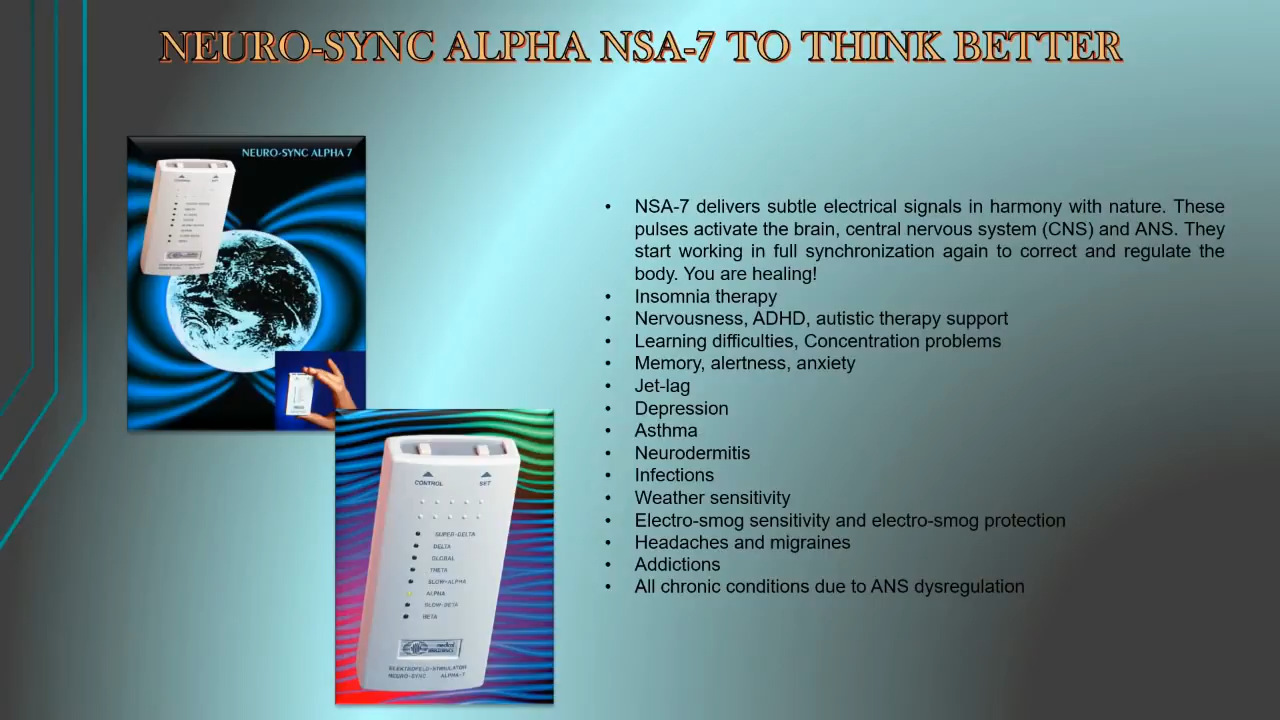 NEURO-SYNC ALPHA NSA-7 TO THINK BETTER
NEURO-SYNC ALPHA 7
CONTROL SET
SUPER-DELTA
DELTA
GLOBAL
THETA
SLOW-ALPHA
ALPHA
SLOW-BETA
BETA
medical
ELEKTROFELD-STIMULATOR
NEURO-SYNC ALPHA-7
• NSA-7 delivers subtle electrical signals in harmony with nature. These
pulses activate the brain, central nervous system (CNS) and ANS. They
start working in full synchronization again to correct and regulate the
body. You are healing!
• Insomnia therapy
• Nervousness, ADHD, autistic therapy support
• Learning difficulties, Concentration problems
• Memory, alertness, anxiety
• Jet-lag
• Depression
• Asthma
• Neurodermitis
• Infections
• Weather sensitivity
• Electro-smog sensitivity and electro-smog protection
• Headaches and migraines
• Addictions
• All chronic conditions due to ANS dysregulation